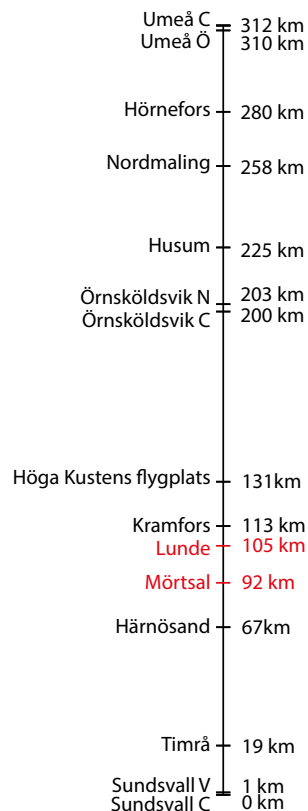 Umeå C 312 km
Umeå Ö 310 km
Hörnefors 280 km
Nordmaling 258 km
Husum 225 km
Örnsköldsvik N 203 km
Örnsköldsvik C 200 km
Höga Kustens flygplats 131km
Kramfors 113 km
Lunde 105 km
Mörtsal 92 km
Härnösand 67km
Timrå 19 km
Sundsvall V 1 km
Sundsvall C 0 km